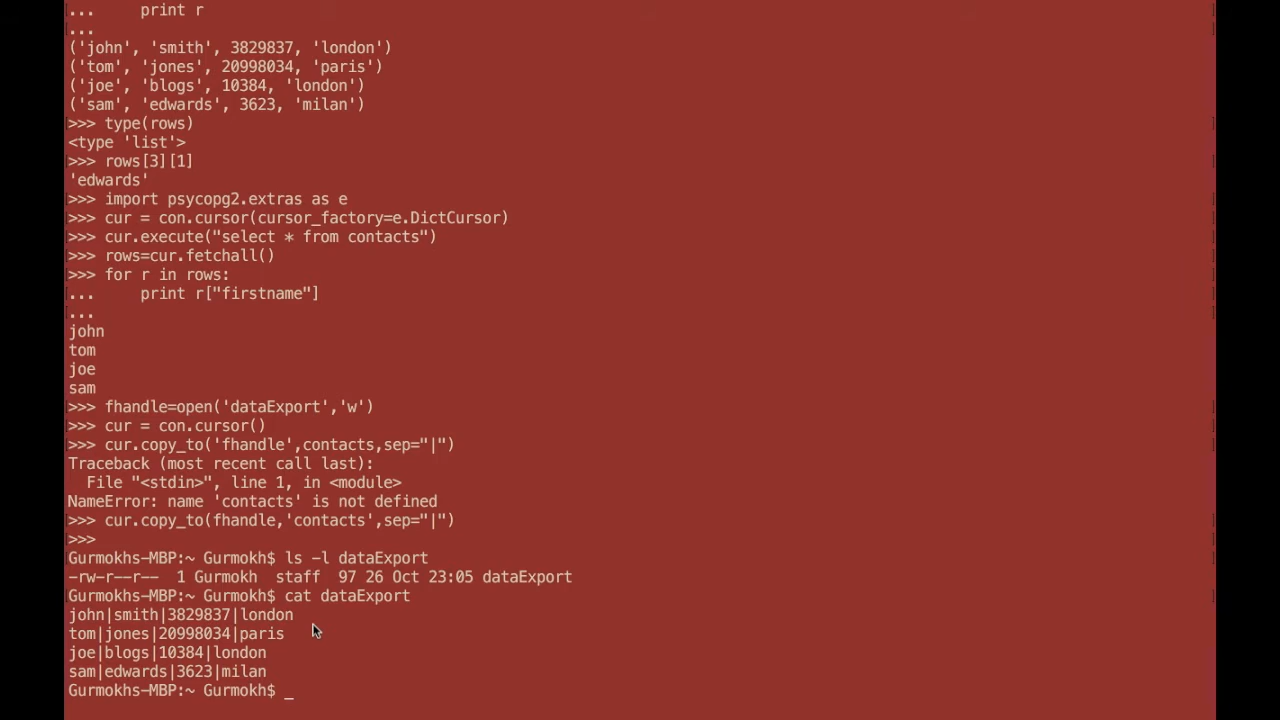 ...     print r
...
('john', 'smith', 3829837, 'london')
('tom', 'jones', 20998034, 'paris')
('joe', 'blogs', 10384, 'london')
('sam', 'edwards', 3623, 'milan')
>>> type(rows)
<type 'list'>
>>> rows[3][1]
'edwards'
>>> import psycopg2.extras as e
>>> cur = con.cursor(cursor_factory=e.DictCursor)
>>> cur.execute("select * from contacts")
>>> rows=cur.fetchall()
>>> for r in rows:
...     print r["firstname"]
...
john
tom
joe
sam
>>> fhandle=open('dataExport','w')
>>> cur = con.cursor()
>>> cur.copy_to('fhandle',contacts,sep="|")
Traceback (most recent call last):
  File "<stdin>", line 1, in <module>
NameError: name 'contacts' is not defined
>>> cur.copy_to(fhandle,'contacts',sep="|")
>>>
Gurmokhs-MBP:~ Gurmokh$ ls -l dataExport
-rw-r--r--  1 Gurmokh  staff  97 26 Oct 23:05 dataExport
Gurmokhs-MBP:~ Gurmokh$ cat dataExport
john|smith|3829837|london
tom|jones|20998034|paris
joe|blogs|10384|london
sam|edwards|3623|milan
Gurmokhs-MBP:~ Gurmokh$ _